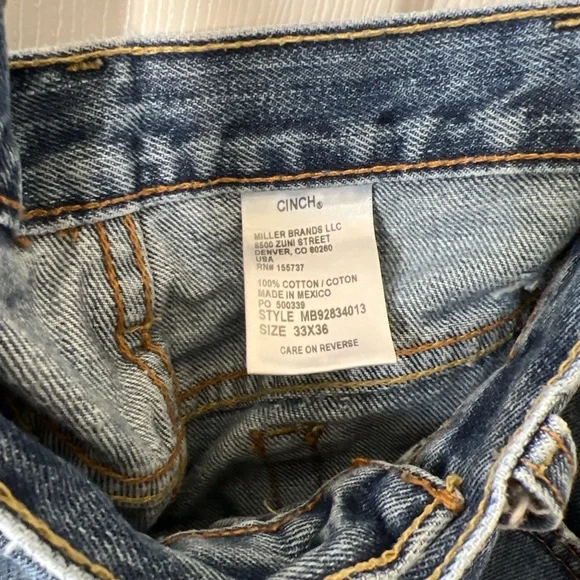 CINCH®
MILLER BRANDS LLC
8500 ZUNI STREET
DENVER, CO 80260
USA
RN# 155737
100% COTTON / COTON
MADE IN MEXICO
PO 500339
STYLE MB92834013
SIZE 33X36
CARE ON REVERSE